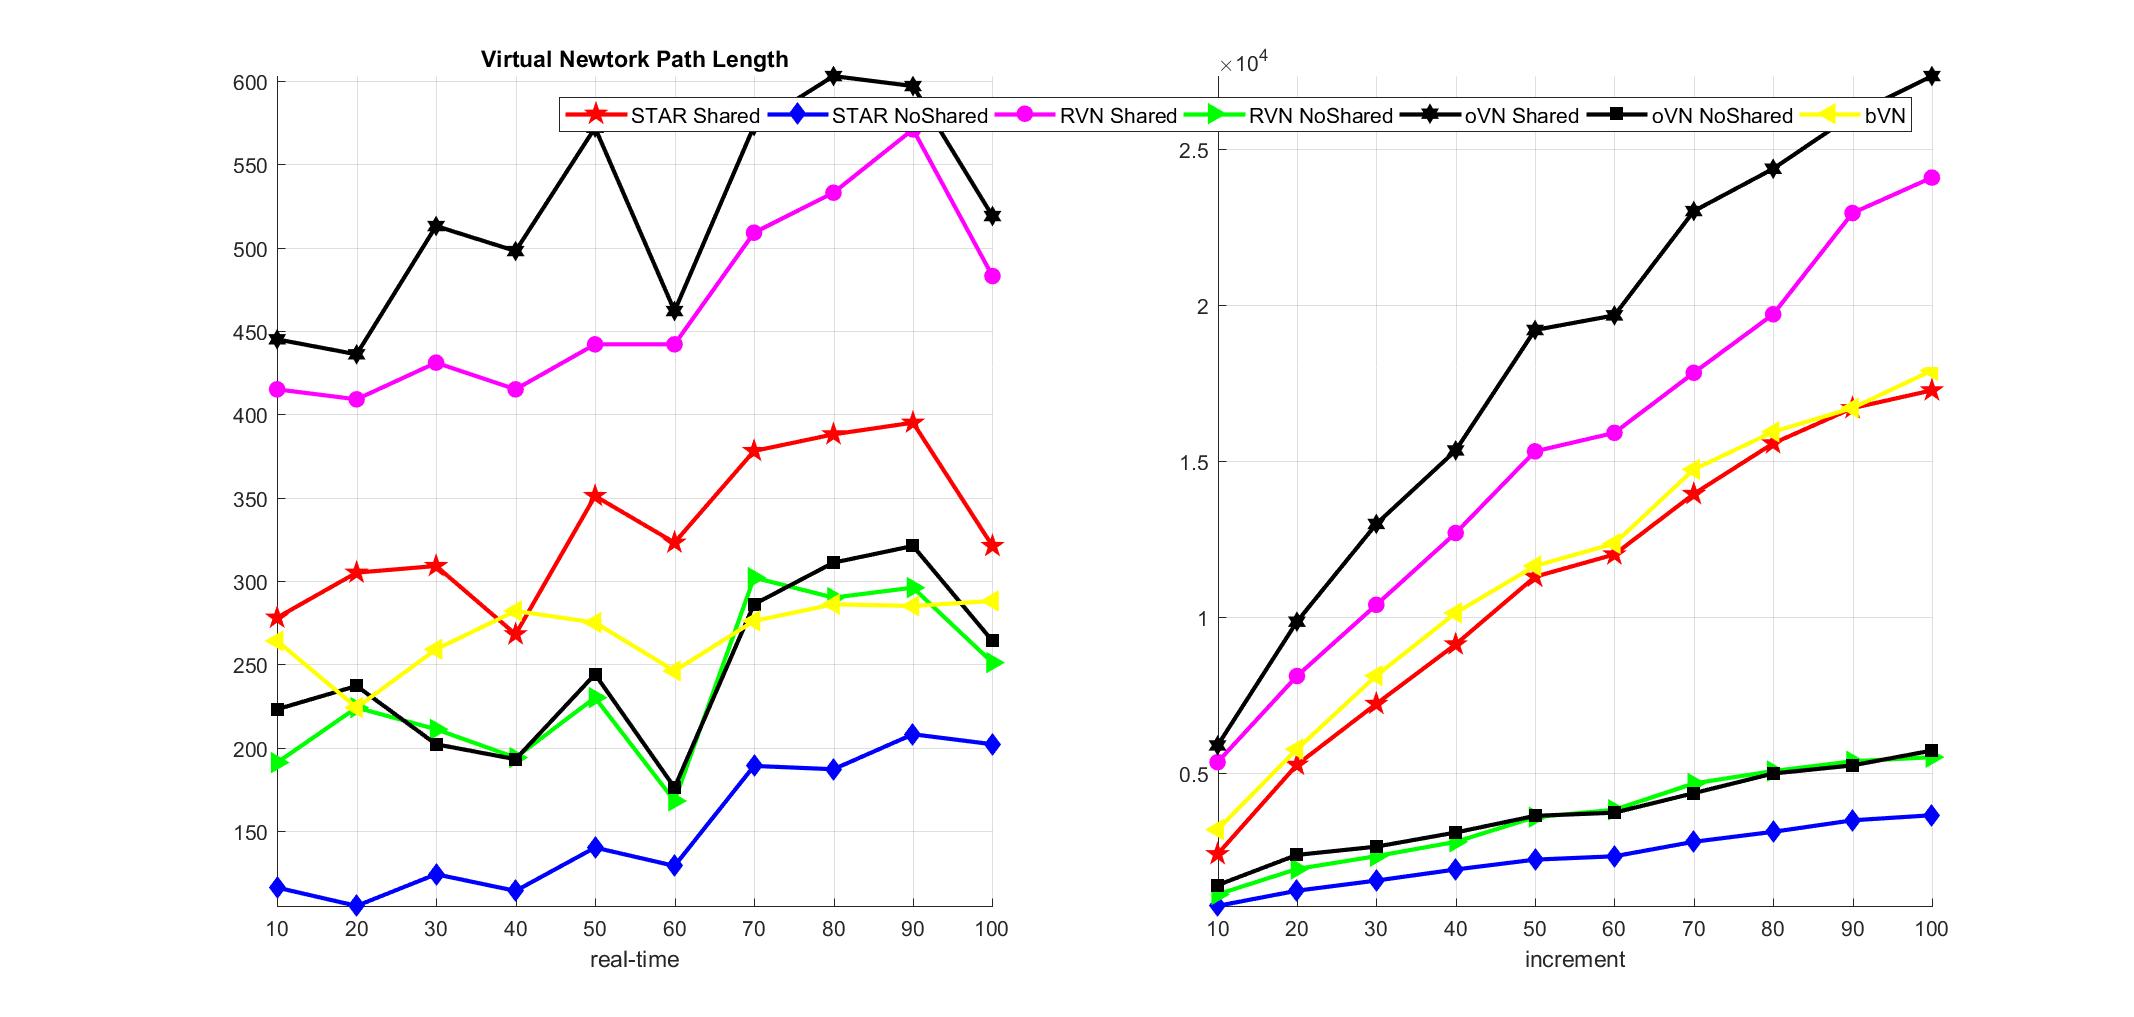 Virtual Newtork Path Length
×10^4
STAR Shared STAR NoShared RVN Shared RVN NoShared oVN Shared oVN NoShared bVN
600
550
500
450
400
350
300
250
200
150
10 20 30 40 50 60 70 80 90 100
real-time
2.5
2
1.5
1
0.5
10 20 30 40 50 60 70 80 90 100
increment